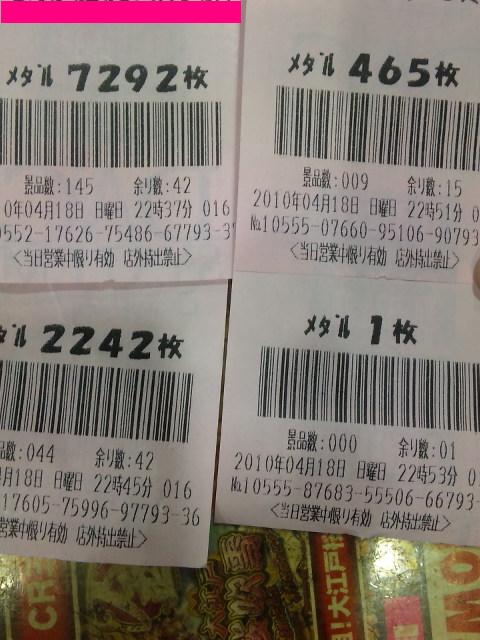 メダル 7292枚
景品数:145 余り数:42
0年04月18日 日曜日 22時37分 016
0552-17626-75486-67793-3
<当日営業中限り有効 店外持出禁止>
メダル 465枚
景品数:009 余り数:15
2010年04月18日 日曜日 22時51分 0
№10555-07660-95106-90793
<当日営業中限り有効 店外持出禁止>
ダル 2242枚
品数:044 余り数:42
月18日 日曜日 22時45分 016
17605-75996-97793-36
営業中限り有効 店外持出禁止>
メダル 1枚
景品数:000 余り数:01
2010年04月18日 日曜日 22時53分 0
№10555-87683-55506-66793
<当日営業中限り有効 店外持出禁止>
CR
吹雪
!大江戸
MO